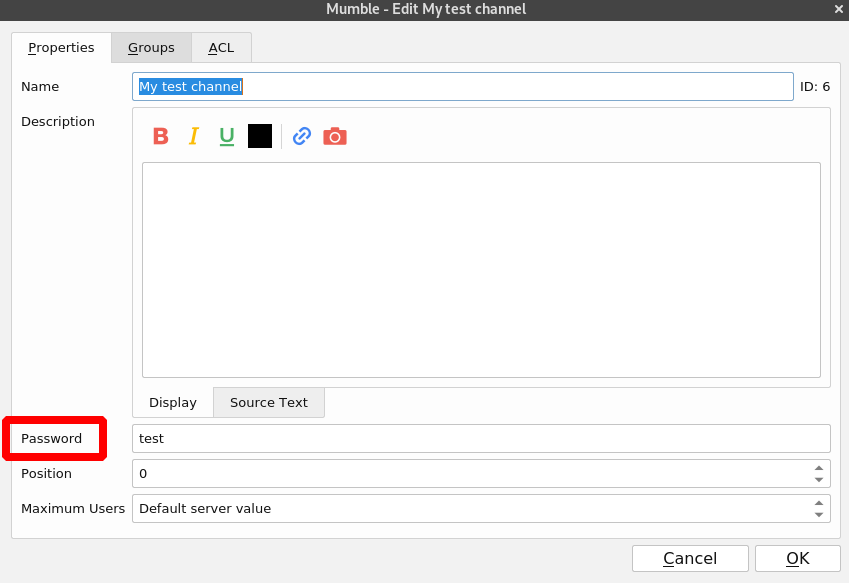 Mumble - Edit My test channel
Properties Groups ACL
Name My test channel ID: 6
Description
B I U
Display Source Text
Password test
Position 0
Maximum Users Default server value
Cancel OK